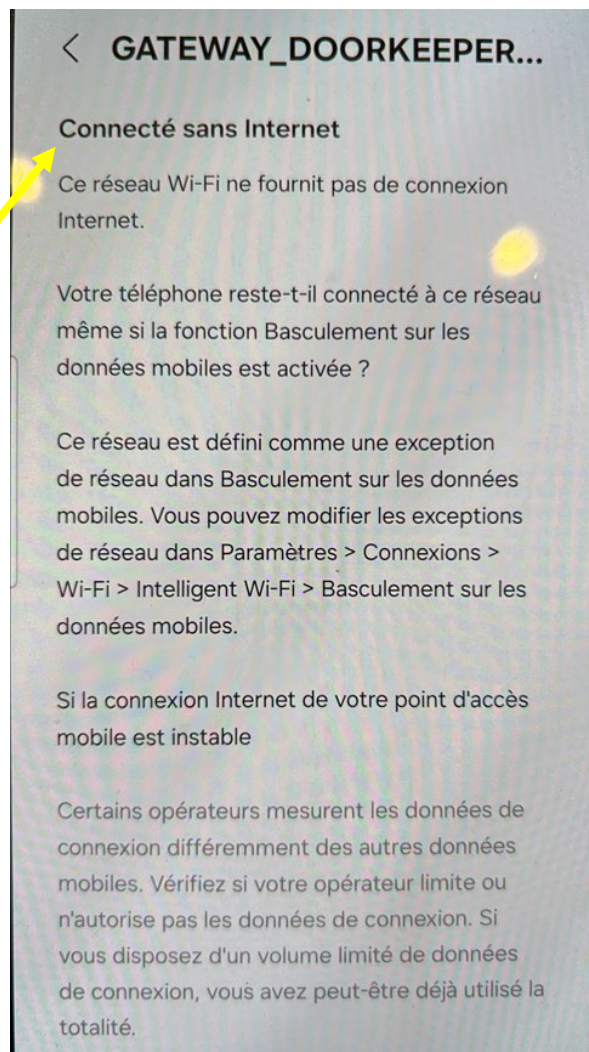 GATEWAY_DOORKEEPER...
Connecté sans Internet
Ce réseau Wi-Fi ne fournit pas de connexion
Internet.
Votre téléphone reste-t-il connecté à ce réseau
même si la fonction Basculement sur les
données mobiles est activée ?
Ce réseau est défini comme une exception
de réseau dans Basculement sur les données
mobiles. Vous pouvez modifier les exceptions
de réseau dans Paramètres > Connexions >
Wi-Fi > Intelligent Wi-Fi > Basculement sur les
données mobiles.
Si la connexion Internet de votre point d'accès
mobile est instable
Certains opérateurs mesurent les données de
connexion différemment des autres données
mobiles. Vérifiez si votre opérateur limite ou
n'autorise pas les données de connexion. Si
vous disposez d'un volume limité de données
de connexion, vous avez peut-être déjà utilisé la
totalité.